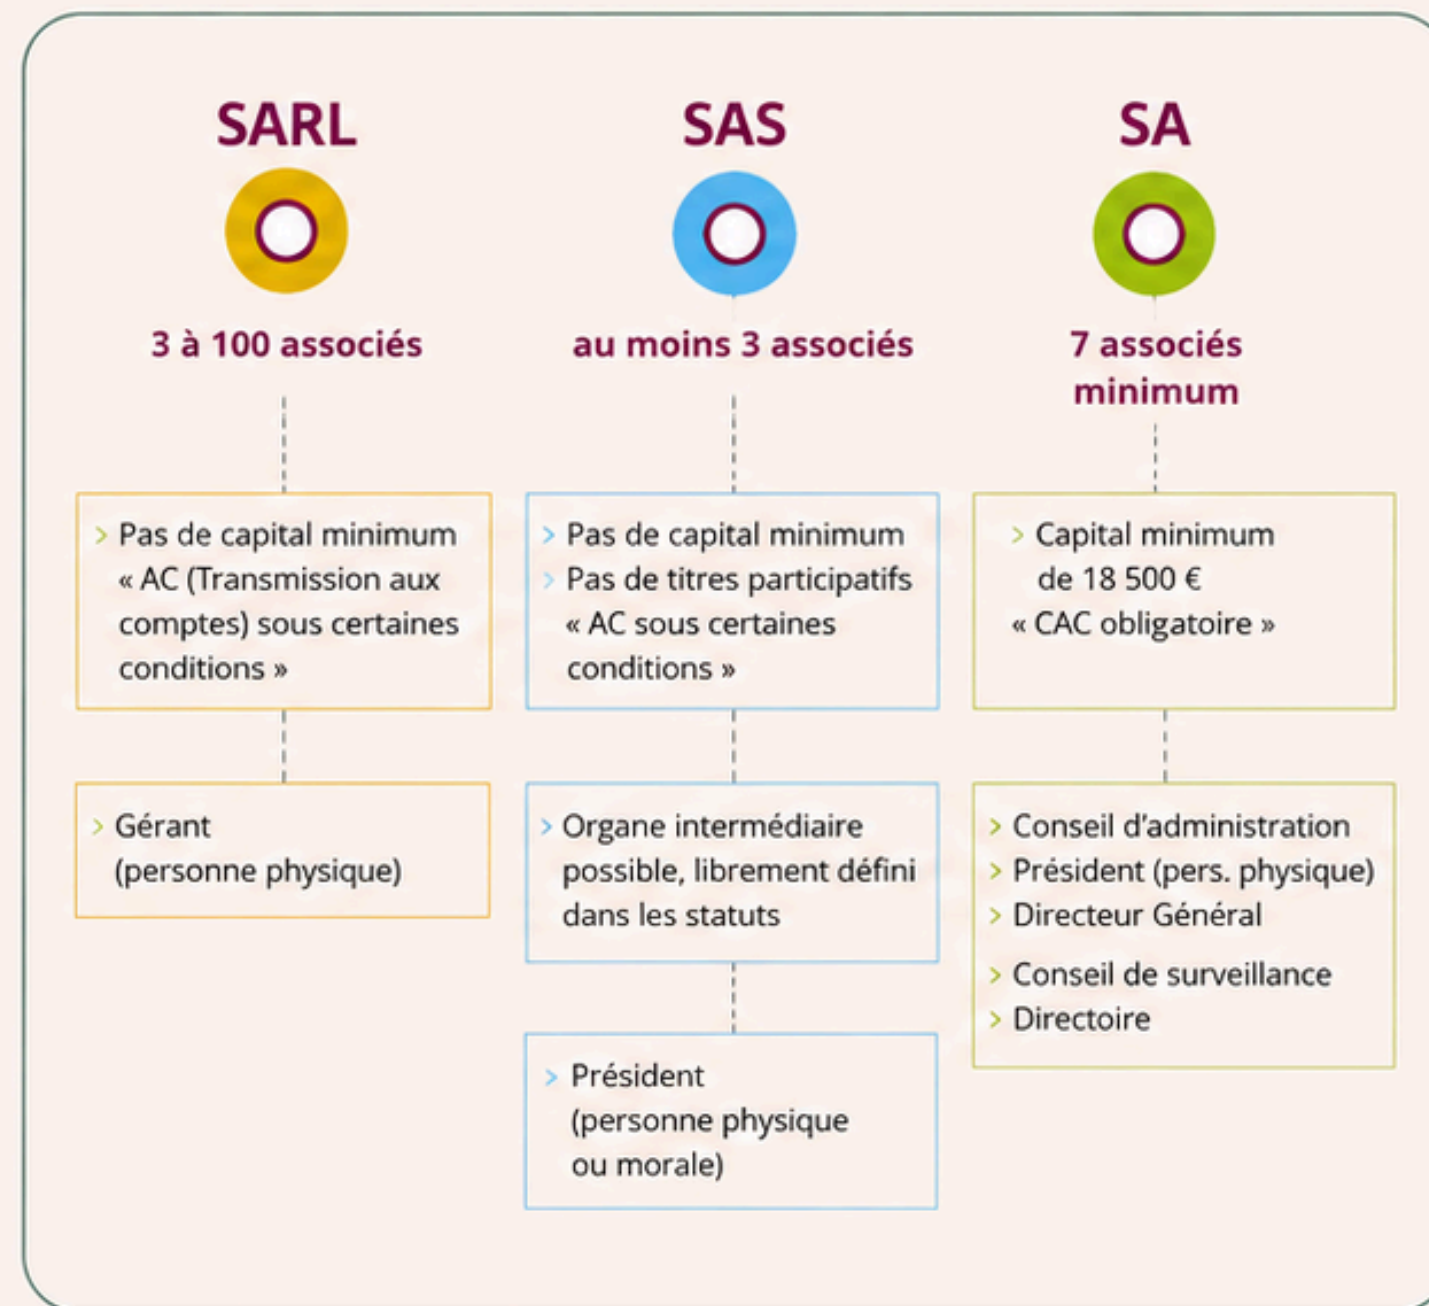 SARL
3 à 100 associés
> Pas de capital minimum
« AC (Transmission aux
comptes) sous certaines
conditions »
> Gérant
(personne physique)
SAS
au moins 3 associés
> Pas de capital minimum
> Pas de titres participatifs
« AC sous certaines
conditions »
> Organe intermédiaire
possible, librement défini
dans les statuts
> Président
(personne physique
ou morale)
SA
7 associés
minimum
> Capital minimum
de 18 500 €
« CAC obligatoire »
> Conseil d'administration
> Président (pers. physique)
> Directeur Général
> Conseil de surveillance
> Directoire